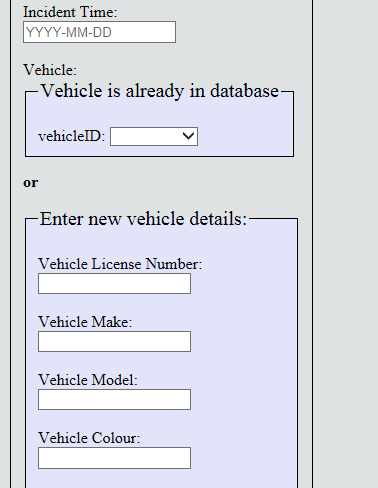 Incident Time:
YYYY-MM-DD
Vehicle:
Vehicle is already in database
vehicleID:
or
Enter new vehicle details:
Vehicle License Number:
Vehicle Make:
Vehicle Model:
Vehicle Colour: